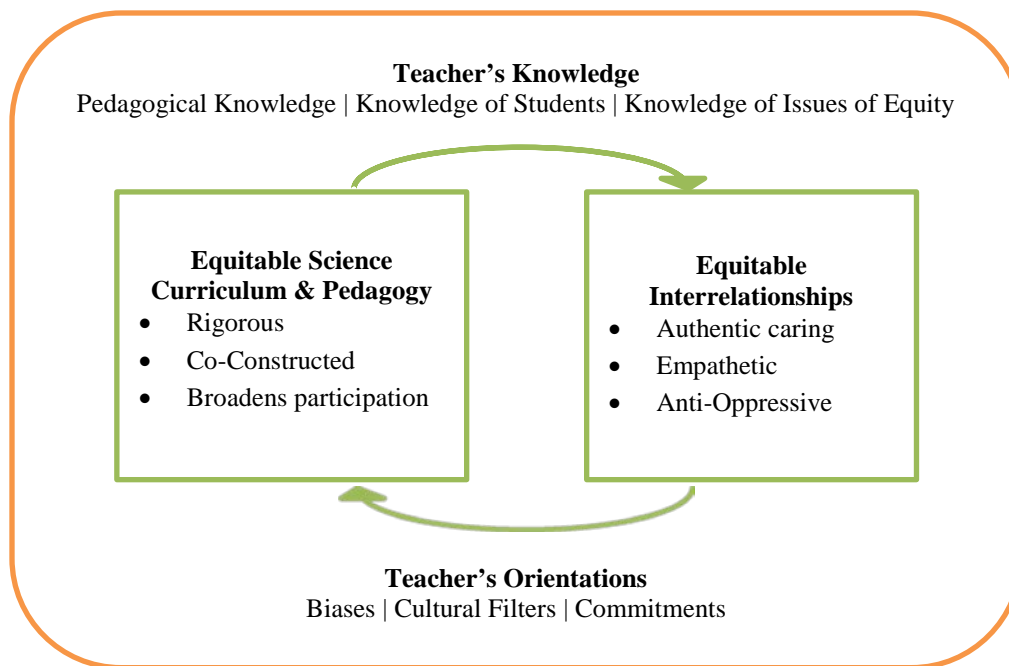 Teacher’s Knowledge
Pedagogical Knowledge | Knowledge of Students | Knowledge of Issues of Equity
Equitable Science
Curriculum & Pedagogy
• Rigorous
• Co-Constructed
• Broadens participation
Equitable
Interrelationships
• Authentic caring
• Empathetic
• Anti-Oppressive
Teacher’s Orientations
Biases | Cultural Filters | Commitments